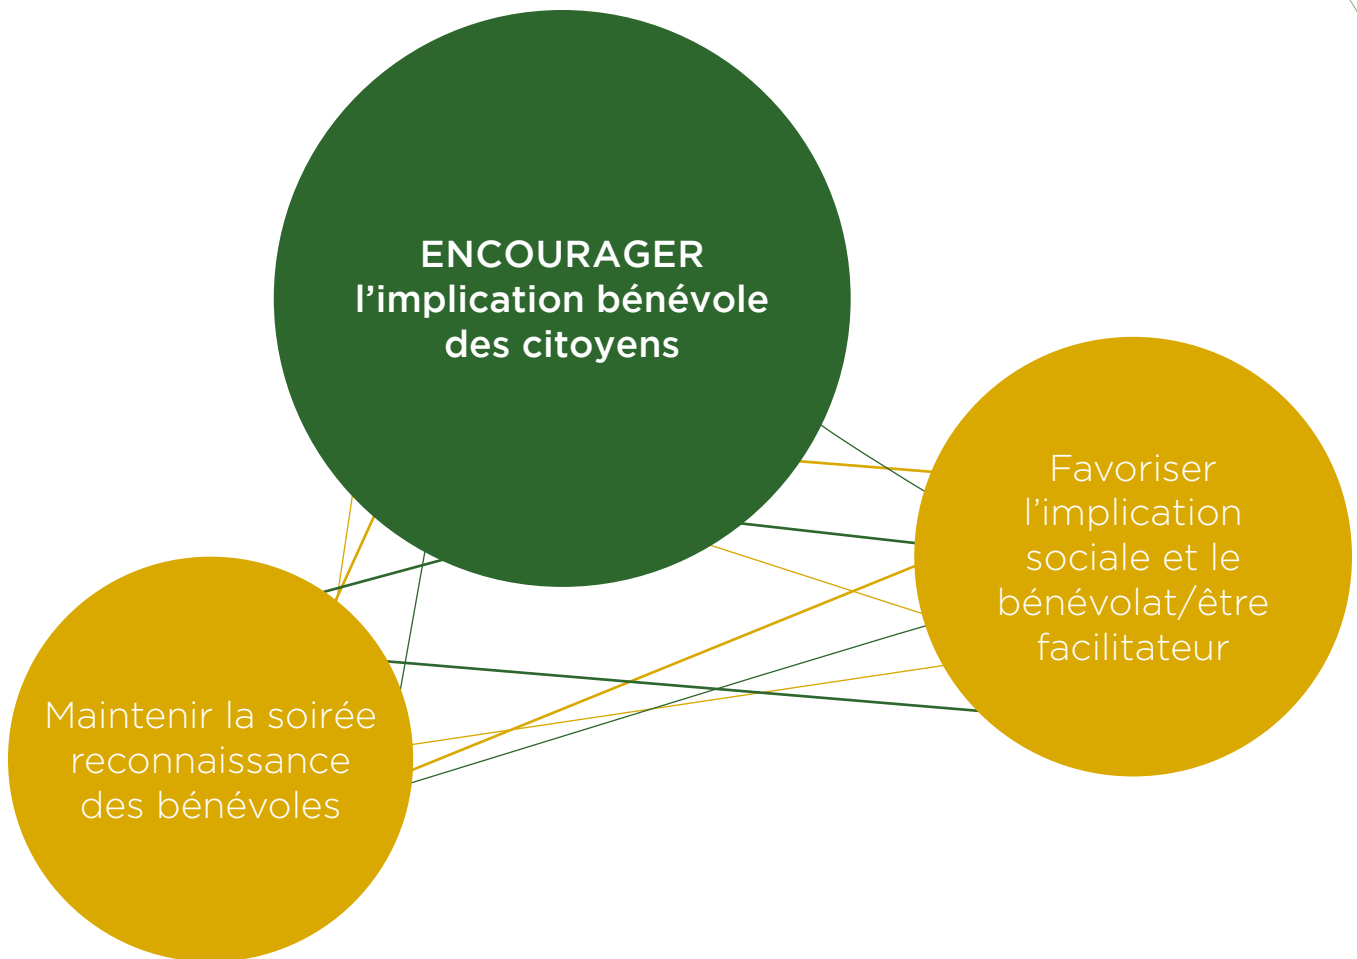 ENCOURAGER
l’implication bénévole
des citoyens
Favoriser
l’implication
sociale et le
bénévolat/être
facilitateur
Maintenir la soirée
reconnaissance
des bénévoles